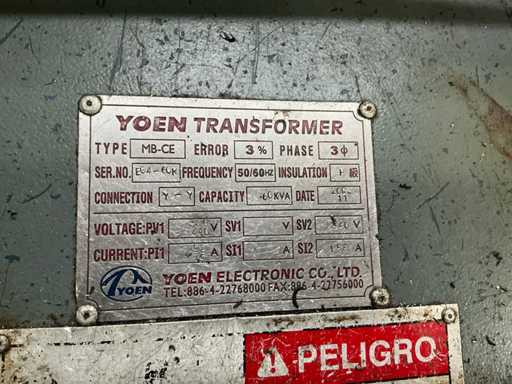 YOEN TRANSFORMER
TYPE MB-CE ERROR 3% PHASE 3φ
SER.NO. FREQUENCY 50/60HZ INSULATION
CONNECTION Y-Y CAPACITY 60KVA DATE
VOLTAGE:PV1 V SV1 V SV2 V
CURRENT:PI1 A SI1 A SI2 A
YOEN ELECTRONIC CO., LTD.
TEL:886-4-22768000 FAX:886-4-22756000
YOEN
PELIGRO